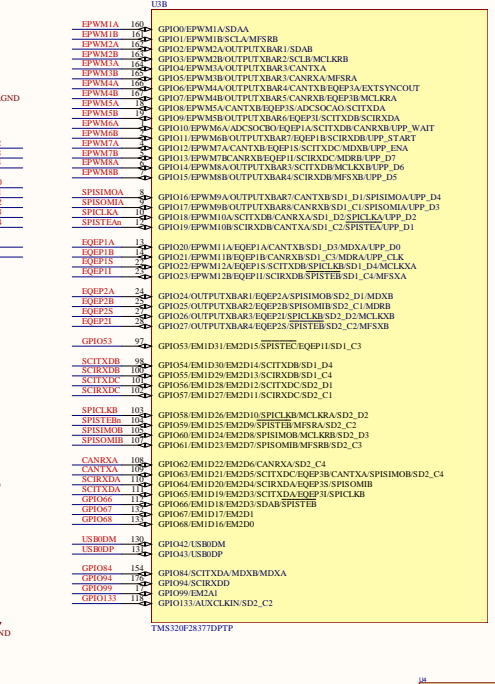 U3B
EPWM1A 160 GPIO0/EPWM1A/SDAA
EPWM1B GPIO1/EPWM1B/SCLA/MFSRB
EPWM2A GPIO2/EPWM2A/OUTPUTXBAR1/SDAB
EPWM2B GPIO3/EPWM2B/OUTPUTXBAR2/SCLB/MCLKRB
EPWM3A GPIO4/EPWM3A/OUTPUTXBAR3/CANTXA
EPWM3B GPIO5/EPWM3B/OUTPUTXBAR3/CANRXA/MFSRA
EPWM4A GPIO6/EPWM4A/OUTPUTXBAR4/CANTXB/EQEP3A/EXTSYNCOUT
EPWM4B GPIO7/EPWM4B/OUTPUTXBAR5/CANRXB/EQEP3B/MCLKRA
EPWM5A GPIO8/EPWM5A/CANTXB/EQEP3S/ADCSOCAO/SCITXDA
EPWM5B GPIO9/EPWM5B/OUTPUTXBAR6/EQEP3I/SCITXDB/SCIRXDA
EPWM6A GPIO10/EPWM6A/ADCSOCBO/EQEP1A/SCITXDB/CANRXB/UPP_WAIT
EPWM6B GPIO11/EPWM6B/OUTPUTXBAR7/EQEP1B/SCIRXDB/UPP_START
EPWM7A GPIO12/EPWM7A/CANTXB/EQEP1S/SCITXDC/MDXB/UPP_ENA
EPWM7B GPIO13/EPWM7BCANRXB/EQEP1I/SCIRXDC/MDRB/UPP_D7
EPWM8A GPIO14/EPWM8A/OUTPUTXBAR3/SCITXDB/MCLKXB/UPP_D6
EPWM8B GPIO15/EPWM8B/OUTPUTXBAR4/SCIRXDB/MFSXB/UPP_D5
AGND
SPISIMOA 8 GPIO16/EPWM9A/OUTPUTXBAR7/CANTXB/SD1_D1/SPISIMOA/UPP_D4
SPISOMIA GPIO17/EPWM9B/OUTPUTXBAR8/CANRXB/SD1_C1/SPISOMIA/UPP_D3
SPICLKA GPIO18/EPWM10A/SCITXDB/CANRXA/SD1_D2/SPICLKA/UPP_D2
SPISTEAn GPIO19/EPWM10B/SCIRXDB/CANTXA/SD1_C2/SPISTEA/UPP_D1
EQEP1A 13 GPIO20/EPWM11A/EQEP1A/CANTXB/SD1_D3/MDXA/UPP_D0
EQEP1B GPIO21/EPWM11B/EQEP1B/CANRXB/SD1_C3/MDRA/UPP_CLK
EQEP1S GPIO22/EPWM12A/EQEP1S/SCITXDB/SPICLKB/SD1_D4/MCLKXA
EQEP1I GPIO23/EPWM12B/EQEP1I/SCIRXDB/SPISTEB/SD1_C4/MFSXA
EQEP2A 24 GPIO24/OUTPUTXBAR1/EQEP2A/SPISIMOB/SD2_D1/MDXB
EQEP2B GPIO25/OUTPUTXBAR2/EQEP2B/SPISOMIB/SD2_C1/MDRB
EQEP2S GPIO26/OUTPUTXBAR3/EQEP2I/SPICLKB/SD2_D2/MCLKXB
EQEP2I GPIO27/OUTPUTXBAR4/EQEP2S/SPISTEB/SD2_C2/MFSXB
GPIO53 97 GPIO53/EM1D31/EM2D15/SPISTEC/EQEP1I/SD1_C3
SCITXDB 98 GPIO54/EM1D30/EM2D14/SCITXDB/SD1_D4
SCIRXDB GPIO55/EM1D29/EM2D13/SCIRXDB/SD1_C4
SCITXDC GPIO56/EM1D28/EM2D12/SCITXDC/SD2_D1
SCIRXDC GPIO57/EM1D27/EM2D11/SCIRXDC/SD2_C1
SPICLKB 103 GPIO58/EM1D26/EM2D10/SPICLKB/MCLKRA/SD2_D2
SPISTEBn GPIO59/EM1D25/EM2D9/SPISTEB/MFSRA/SD2_C2
SPISIMOB GPIO60/EM1D24/EM2D8/SPISIMOB/MCLKRB/SD2_D3
SPISOMIB GPIO61/EM1D23/EM2D7/SPISOMIB/MFSRB/SD2_C3
CANRXA 108 GPIO62/EM1D22/EM2D6/CANRXA/SD2_C4
CANTXA GPIO63/EM1D21/EM2D5/SCITXDC/EQEP3B/CANTXA/SPISIMOB/SD2_C4
SCIRXDA GPIO64/EM1D20/EM2D4/SCIRXDA/EQEP3S/SPISOMIB
SCITXDA GPIO65/EM1D19/EM2D3/SCITXDA/EQEP3I/SPICLKB
GPIO66 GPIO66/EM1D18/EM2D3/SDAB/SPISTEB
GPIO67 GPIO67/EM1D17/EM2D1
GPIO68 GPIO68/EM1D16/EM2D0
USB0DM 130 GPIO42/USB0DM
USB0DP GPIO43/USB0DP
GPIO84 154 GPIO84/SCITXDA/MDXB/MDXA
GPIO94 GPIO94/SCIRXDD
GPIO99 GPIO99/EM2A1
GPIO133 118 GPIO133/AUXCLKIN/SD2_C2
TMS320F28377DPTP
ND
U4